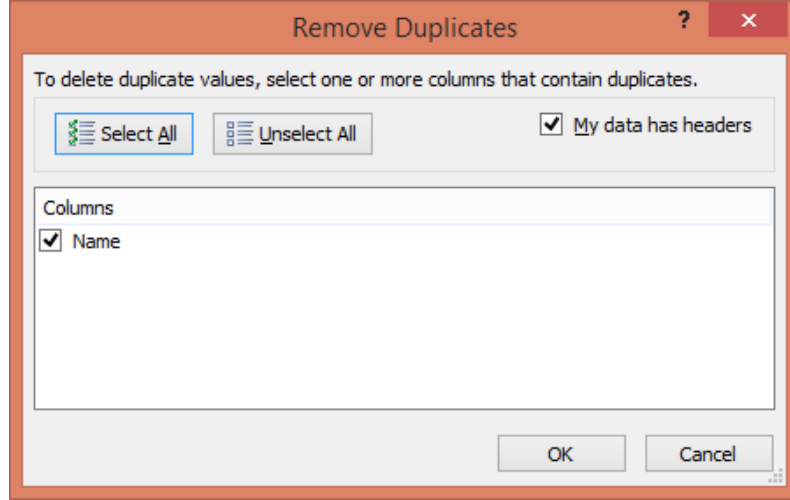 Remove Duplicates
? ×
To delete duplicate values, select one or more columns that contain duplicates.
Select All Unselect All My data has headers
Columns
Name
OK Cancel